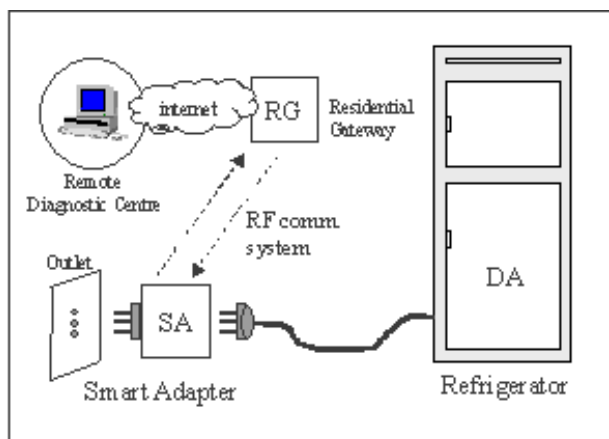 internet
RG
Residential
Gateway
Remote
Diagnostic Centre
RF comm.
system
Outlet
SA
DA
Smart Adapter
Refrigerator